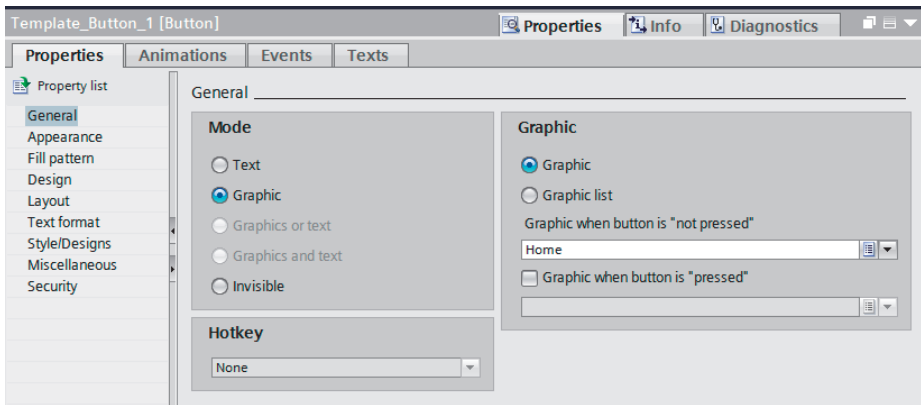 Template_Button_1 [Button]
Properties
Info
Diagnostics
Properties
Animations
Events
Texts
Property list
General
Appearance
Fill pattern
Design
Layout
Text format
Style/Designs
Miscellaneous
Security
General
Mode
Text
Graphic
Graphics or text
Graphics and text
Invisible
Hotkey
None
Graphic
Graphic
Graphic list
Graphic when button is "not pressed"
Home
Graphic when button is "pressed"